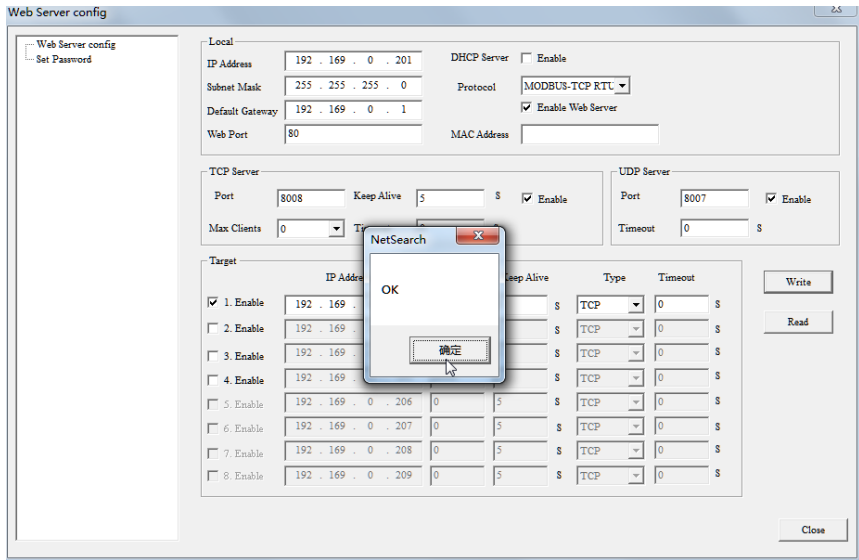 Web Server config
Web Server config
Set Password
Local
IP Address 192 . 169 . 0 . 201 DHCP Server Enable
Subnet Mask 255 . 255 . 255 . 0 Protocol MODBUS-TCP RTU
Default Gateway 192 . 169 . 0 . 1 Enable Web Server
Web Port 80 MAC Address
TCP Server
Port 8008 Keep Alive 5 S Enable
Max Clients 0
UDP Server
Port 8007 Enable
Timeout 0 S
NetSearch
OK
确定
Target
Type Timeout
1. Enable 192 . 169 . S TCP 0 S
2. Enable 192 . 169 . S TCP 0 S
3. Enable 192 . 169 . S TCP 0 S
4. Enable 192 . 169 . S TCP 0 S
5. Enable 192 . 169 . 0 . 206 0 5 S TCP 0 S
6. Enable 192 . 169 . 0 . 207 0 5 S TCP 0 S
7. Enable 192 . 169 . 0 . 208 0 5 S TCP 0 S
8. Enable 192 . 169 . 0 . 209 0 5 S TCP 0 S
Write
Read
Close